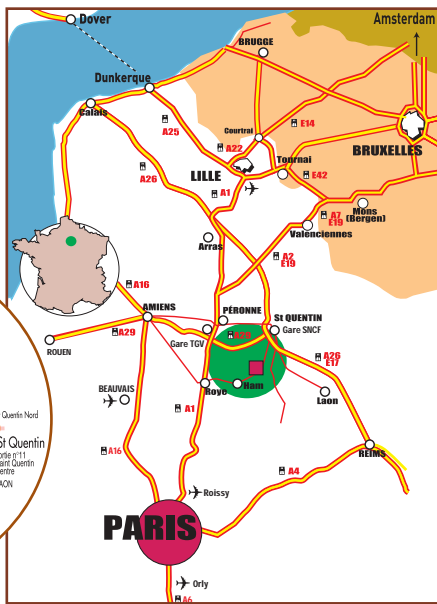 Dover
Amsterdam
BRUGGE
Dunkerque
Calais
A25
E14
Courtrai
A22
BRUXELLES
Tournai
A26
LILLE
E42
A1
Mons
(Bergen)
A7
E19
Valenciennes
Arras
A2
E19
A16
AMIENS
PÉRONNE
St QUENTIN
Gare SNCF
A29
A29
Gare TGV
ROUEN
A26
E17
BEAUVAIS
Roye
Ham
Laon
A1
Quentin Nord
St Quentin
ortie n°11
aint Quentin
entre
AON
A16
REIMS
A4
Roissy
PARIS
Orly
A6